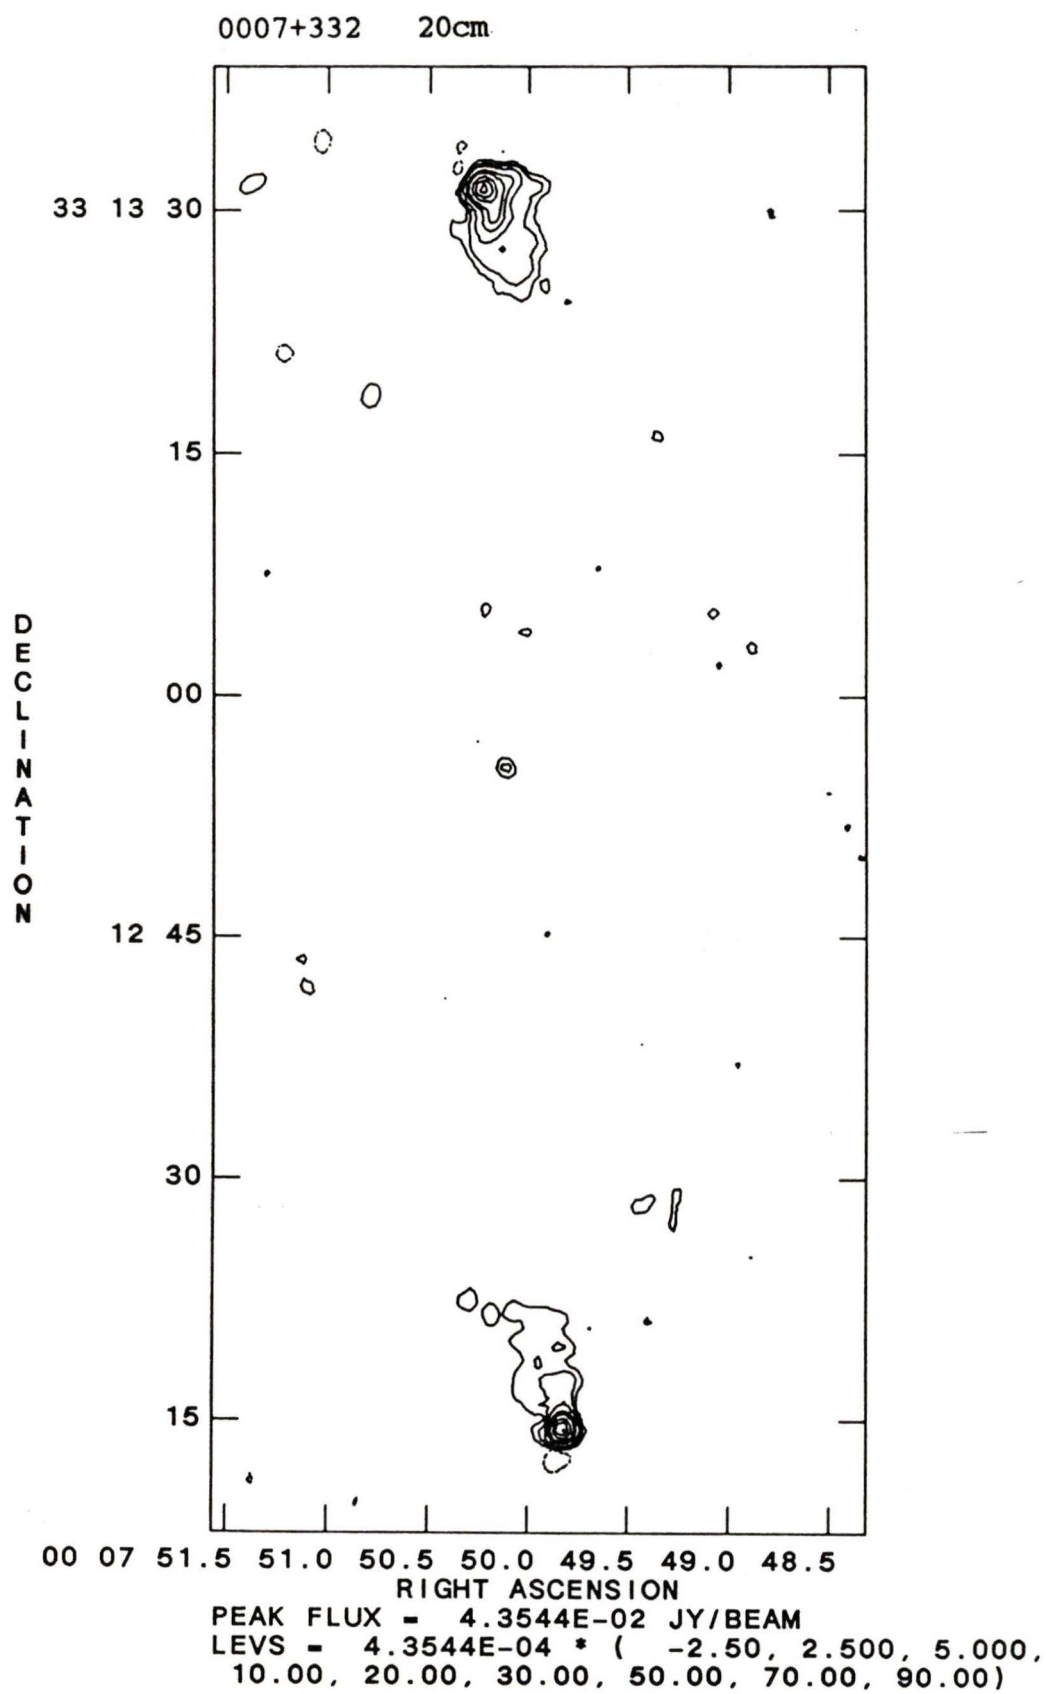 0007+332 20cm
33 13 30
15
00
DECLINATION
12 45
30
15
00 07 51.5 51.0 50.5 50.0 49.5 49.0 48.5
RIGHT ASCENSION
PEAK FLUX = 4.3544E-02 JY/BEAM
LEVS = 4.3544E-04 * ( -2.50, 2.500, 5.000,
10.00, 20.00, 30.00, 50.00, 70.00, 90.00)